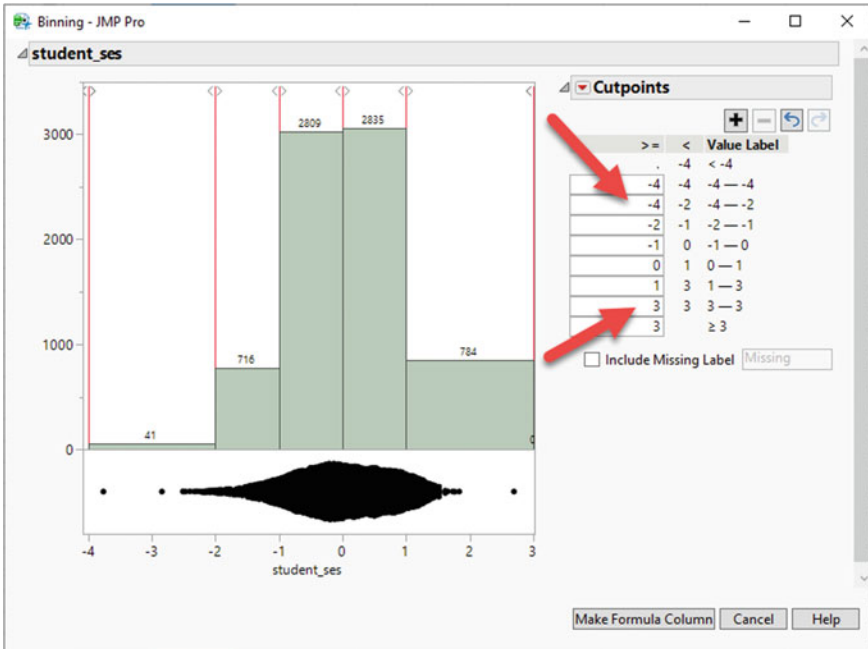 Binning - JMP Pro
student_ses
3000
2000
1000
0
41
716
2809
2835
784
0
-4 -3 -2 -1 0 1 2 3
student_ses
Cutpoints
>= < Value Label
. -4 < -4
-4 -4 -4 — -4
-4 -2 -4 — -2
-2 -1 -2 — -1
-1 0 -1 — 0
0 1 0 — 1
1 3 1 — 3
3 3 3 — 3
3 ≥ 3
Include Missing Label Missing
Make Formula Column Cancel Help